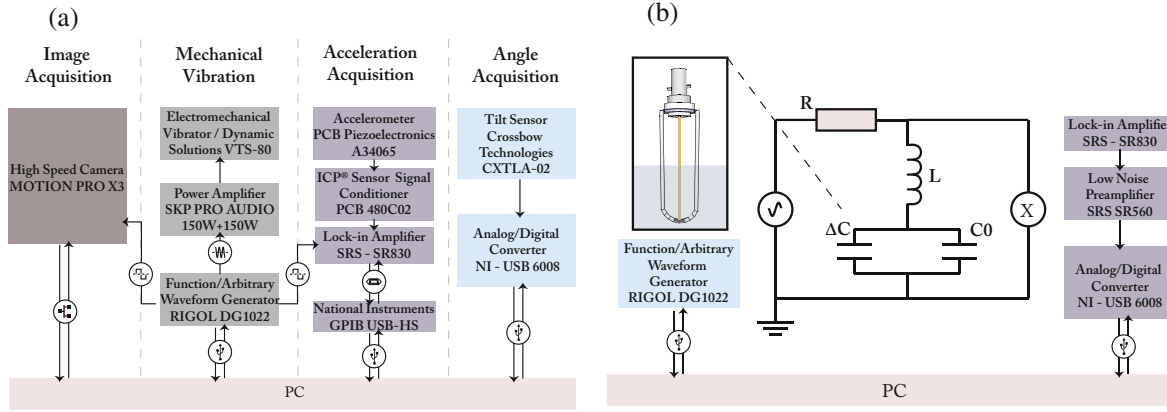 (a)
Image
Acquisition
Mechanical
Vibration
Acceleration
Acquisition
Angle
Acquisition
High Speed Camera
MOTION PRO X3
Electromechanical
Vibrator / Dynamic
Solutions VTS-80
Power Amplifier
SKP PRO AUDIO
150W+150W
Function/Arbitrary
Waveform Generator
RIGOL DG1022
Accelerometer
PCB Piezoelectronics
A34065
ICP® Sensor Signal
Conditioner
PCB 480C02
Lock-in Amplifier
SRS - SR830
National Instruments
GPIB USB-HS
Tilt Sensor
Crossbow
Technologies
CXTLA-02
Analog/Digital
Converter
NI - USB 6008
PC
(b)
Function/Arbitrary
Waveform
Generator
RIGOL DG1022
R
L
ΔC
C0
X
Lock-in Amplifier
SRS - SR830
Low Noise
Preamplifier
SRS SR560
Analog/Digital
Converter
NI - USB 6008
PC